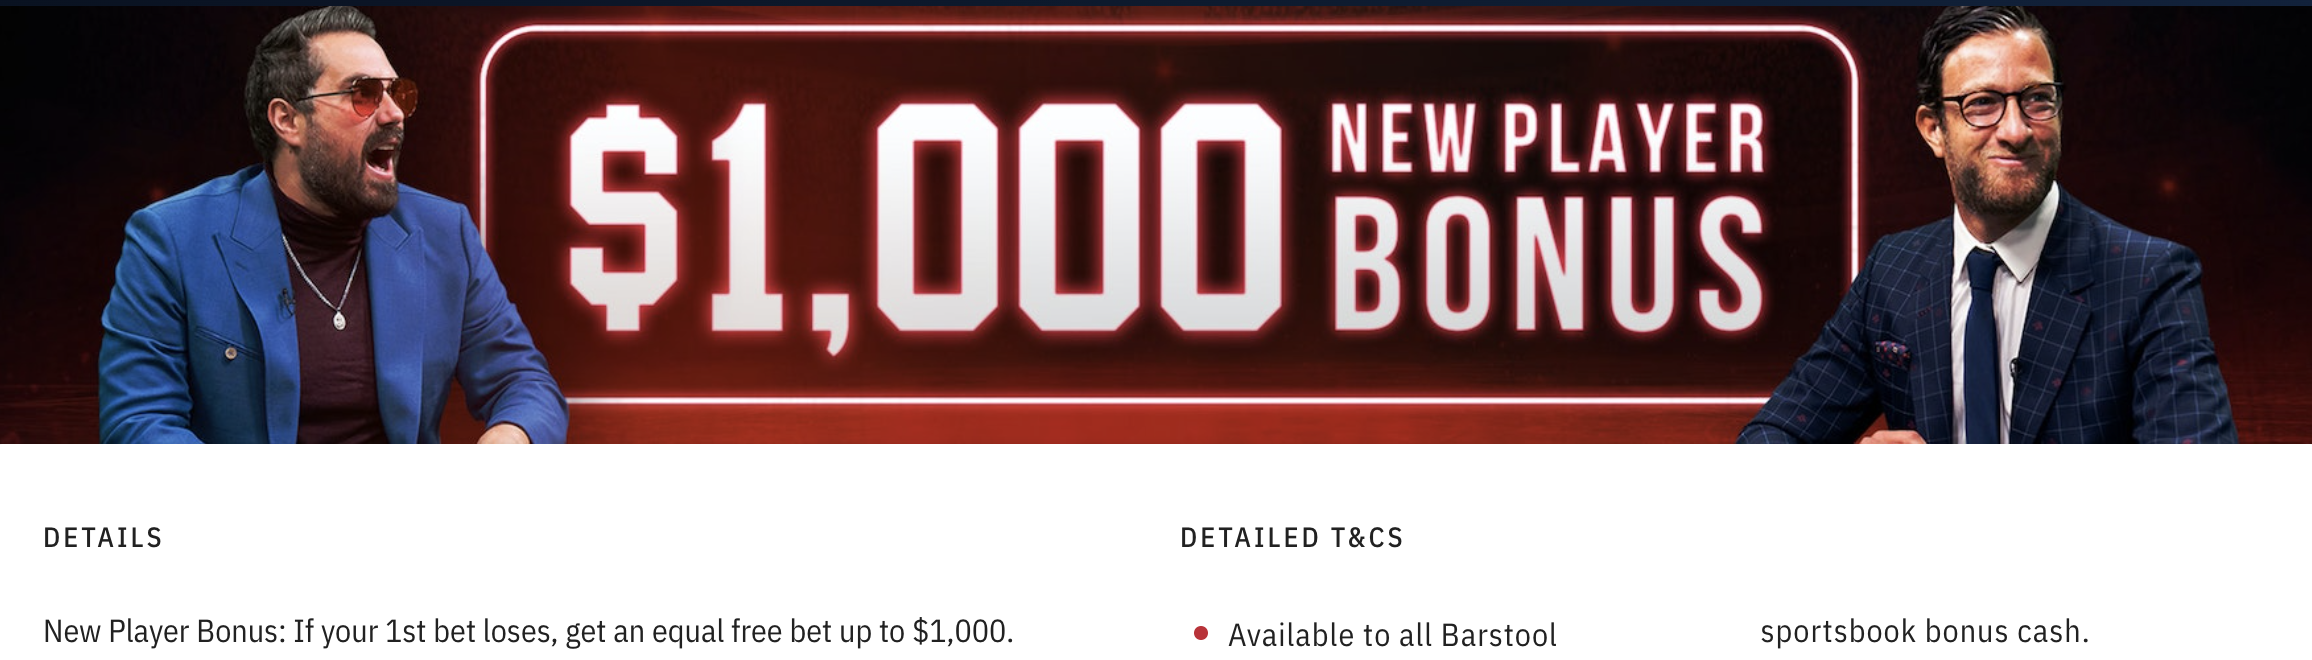 $1,000
NEW PLAYER
BONUS
DETAILS
New Player Bonus: If your 1st bet loses, get an equal free bet up to $1,000.
DETAILED T&CS
Available to all Barstool
sportsbook bonus cash.